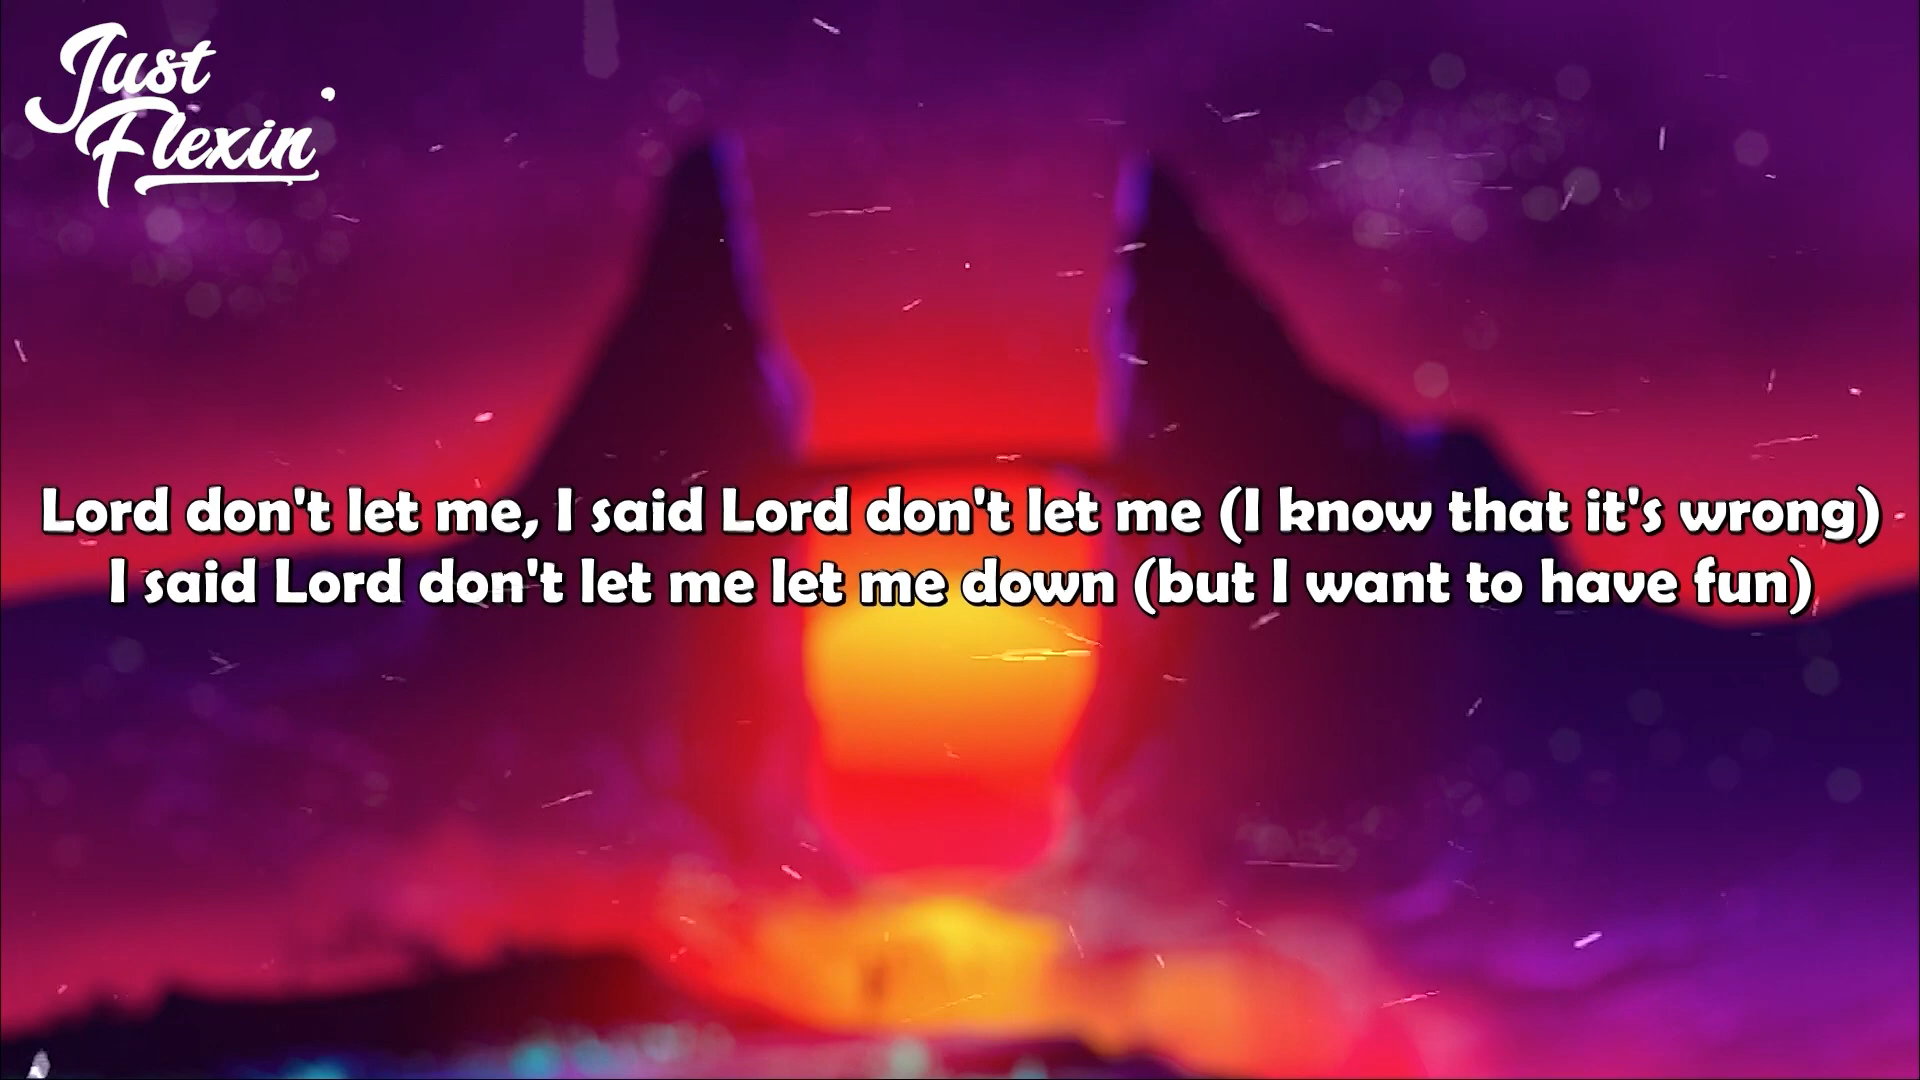 Just
Flexin'
Lord don't let me, I said Lord don't let me (I know that it's wrong)
I said Lord don't let me let me down (but I want to have fun)